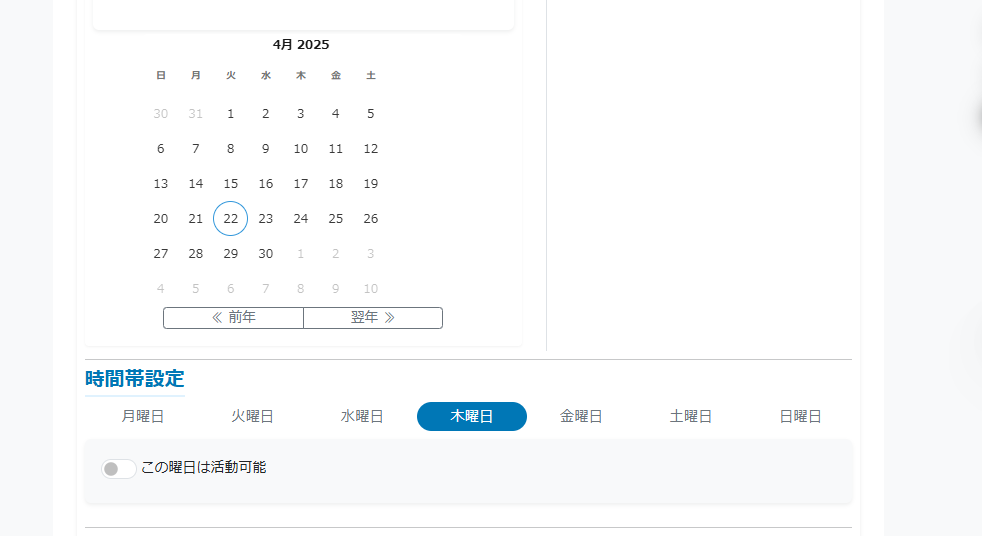 4月 2025
日 月 火 水 木 金 土
30 31 1 2 3 4 5
6 7 8 9 10 11 12
13 14 15 16 17 18 19
20 21 22 23 24 25 26
27 28 29 30 1 2 3
4 5 6 7 8 9 10
≪ 前年 翌年 ≫
時間帯設定
月曜日 火曜日 水曜日 木曜日 金曜日 土曜日 日曜日
この曜日は活動可能